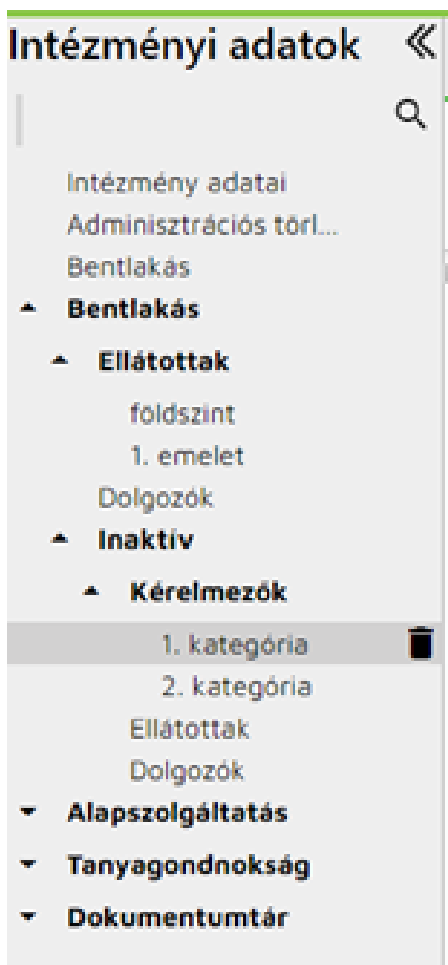 Intézményi adatok
Intézmény adatai
Adminisztrációs törl...
Bentlakás
Bentlakás
Ellátottak
földszint
1. emelet
Dolgozók
Inaktív
Kérelmezők
1. kategória
2. kategória
Ellátottak
Dolgozók
Alapszolgáltatás
Tanyagondnokság
Dokumentumtár